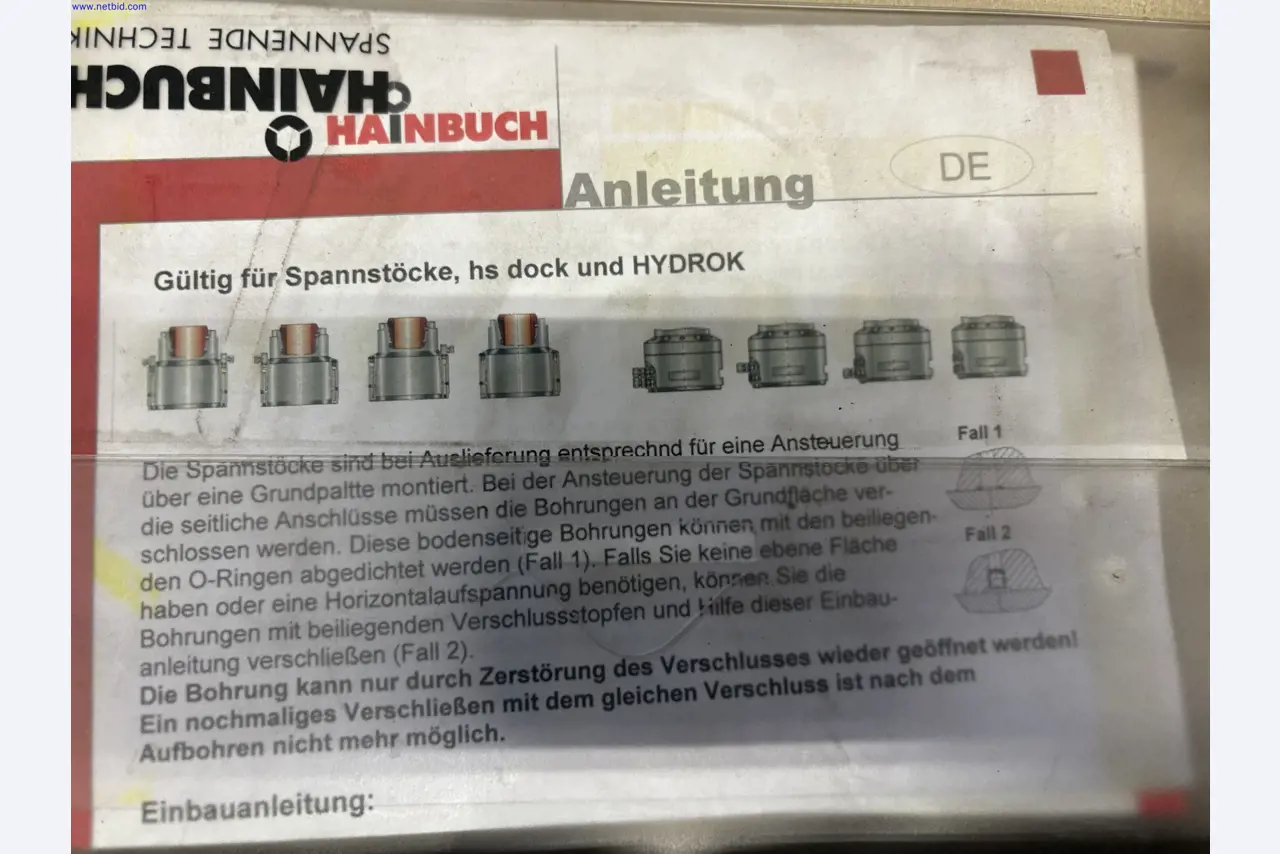 www.netbid.com
SPANNENDE TECHNIK
HAINBUCH
HAINBUCH
Anleitung
DE
Gültig für Spannstöcke, hs dock und HYDROK
Die Spannstöcke sind bei Auslieferung entsprechnd für eine Ansteuerung
über eine Grundpaltte montiert. Bei der Ansteuerung der Spannstöcke über
die seitliche Anschlüsse müssen die Bohrungen an der Grundfläche ver-
schlossen werden. Diese bodenseitige Bohrungen können mit den beiliegen-
den O-Ringen abgedichtet werden (Fall 1). Falls Sie keine ebene Fläche
haben oder eine Horizontalaufspannung benötigen, können Sie die
Bohrungen mit beiliegenden Verschlussstopfen und Hilfe dieser Einbau-
anleitung verschließen (Fall 2).
Die Bohrung kann nur durch Zerstörung des Verschlusses wieder geöffnet werden!
Ein nochmaliges Verschließen mit dem gleichen Verschluss ist nach dem
Aufbohren nicht mehr möglich.
Fall 1
Fall 2
Einbauanleitung: